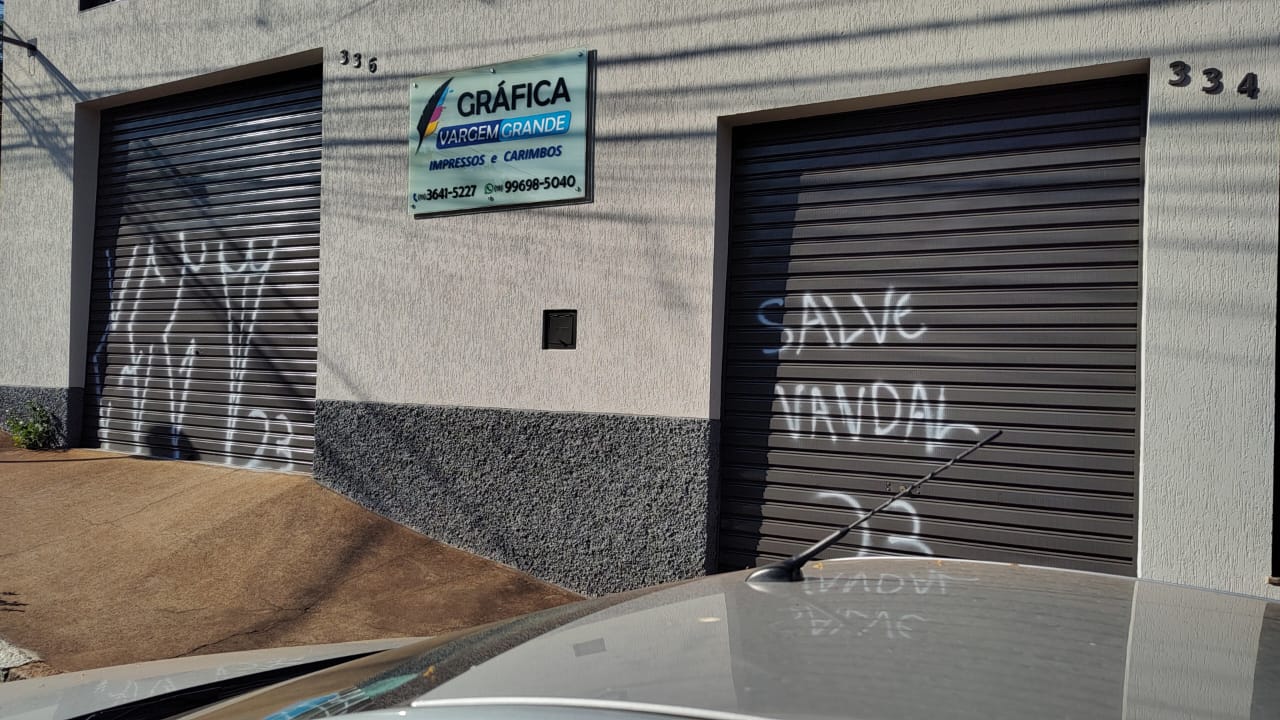 336
GRÁFICA
VARGEM GRANDE
IMPRESSOS e CARIMBOS
3641-5227 99698-5040
334
SALVE
VANDAL
23
23